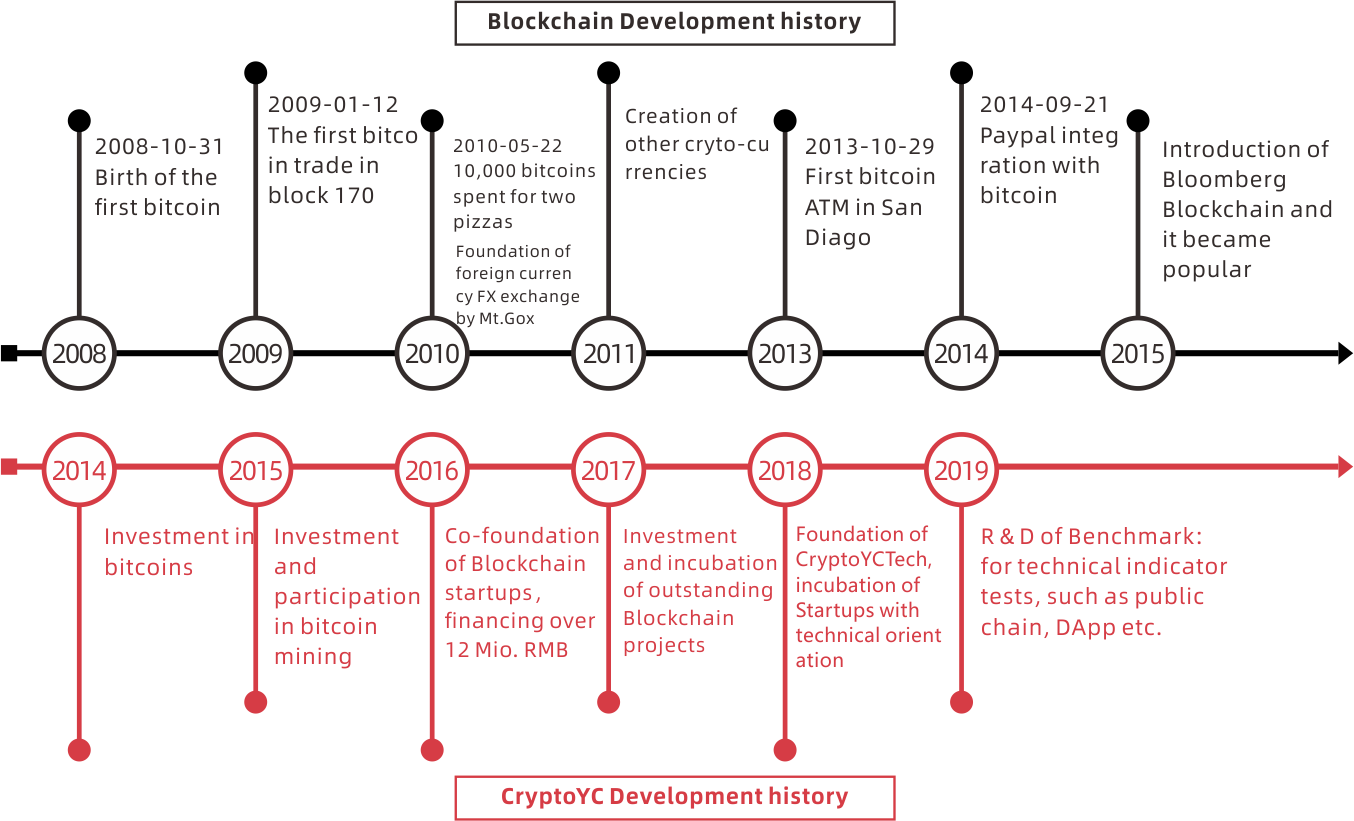 Blockchain Development history
2008-10-31
Birth of the
first bitcoin
2009-01-12
The first bitco
in trade in
block 170
2010-05-22
10,000 bitcoins
spent for two
pizzas
Foundation of
foreign curren
cy FX exchange
by Mt.Gox
Creation of
other cryto-cu
rrencies
2013-10-29
First bitcoin
ATM in San
Diago
2014-09-21
Paypal integ
ration with
bitcoin
Introduction of
Bloomberg
Blockchain and
it became
popular
2008
2009
2010
2011
2013
2014
2015
2014
2015
2016
2017
2018
2019
Investment in
bitcoins
Investment
and
participation
in bitcoin
mining
Co-foundation
of Blockchain
startups,
financing over
12 Mio. RMB
Investment
and incubation
of outstanding
Blockchain
projects
Foundation of
CryptoYCTech,
incubation of
Startups with
technical orient
ation
R & D of Benchmark:
for technical indicator
tests, such as public
chain, DApp etc.
CryptoYC Development history